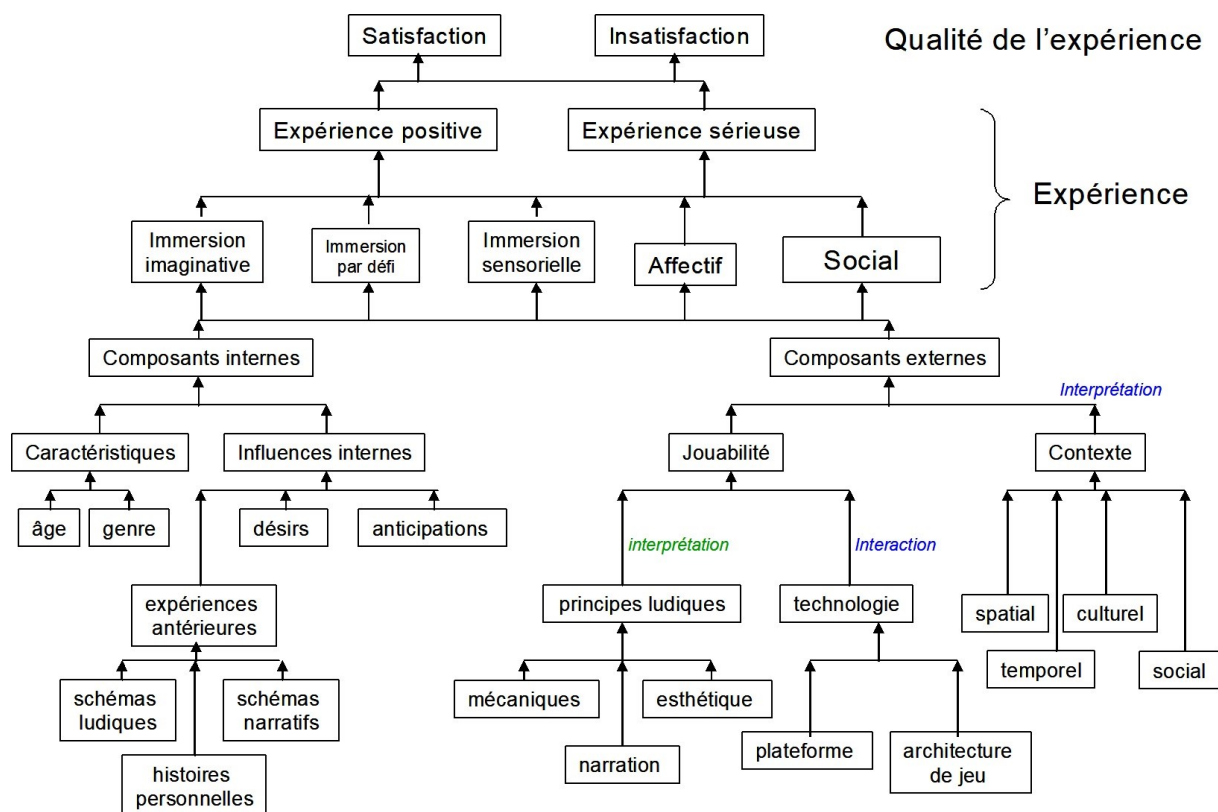 Satisfaction
Insatisfaction
Qualité de l'expérience
Expérience positive
Expérience sérieuse
Expérience
Immersion
imaginative
Immersion
par défi
Immersion
sensorielle
Affectif
Social
Composants internes
Composants externes
Interprétation
Caractéristiques
Influences internes
Jouabilité
Contexte
âge
genre
désirs
anticipations
interprétation
Interaction
expériences
antérieures
principes ludiques
technologie
spatial
culturel
temporel
social
schémas
ludiques
schémas
narratifs
mécaniques
esthétique
histoires
personnelles
narration
plateforme
architecture
de jeu